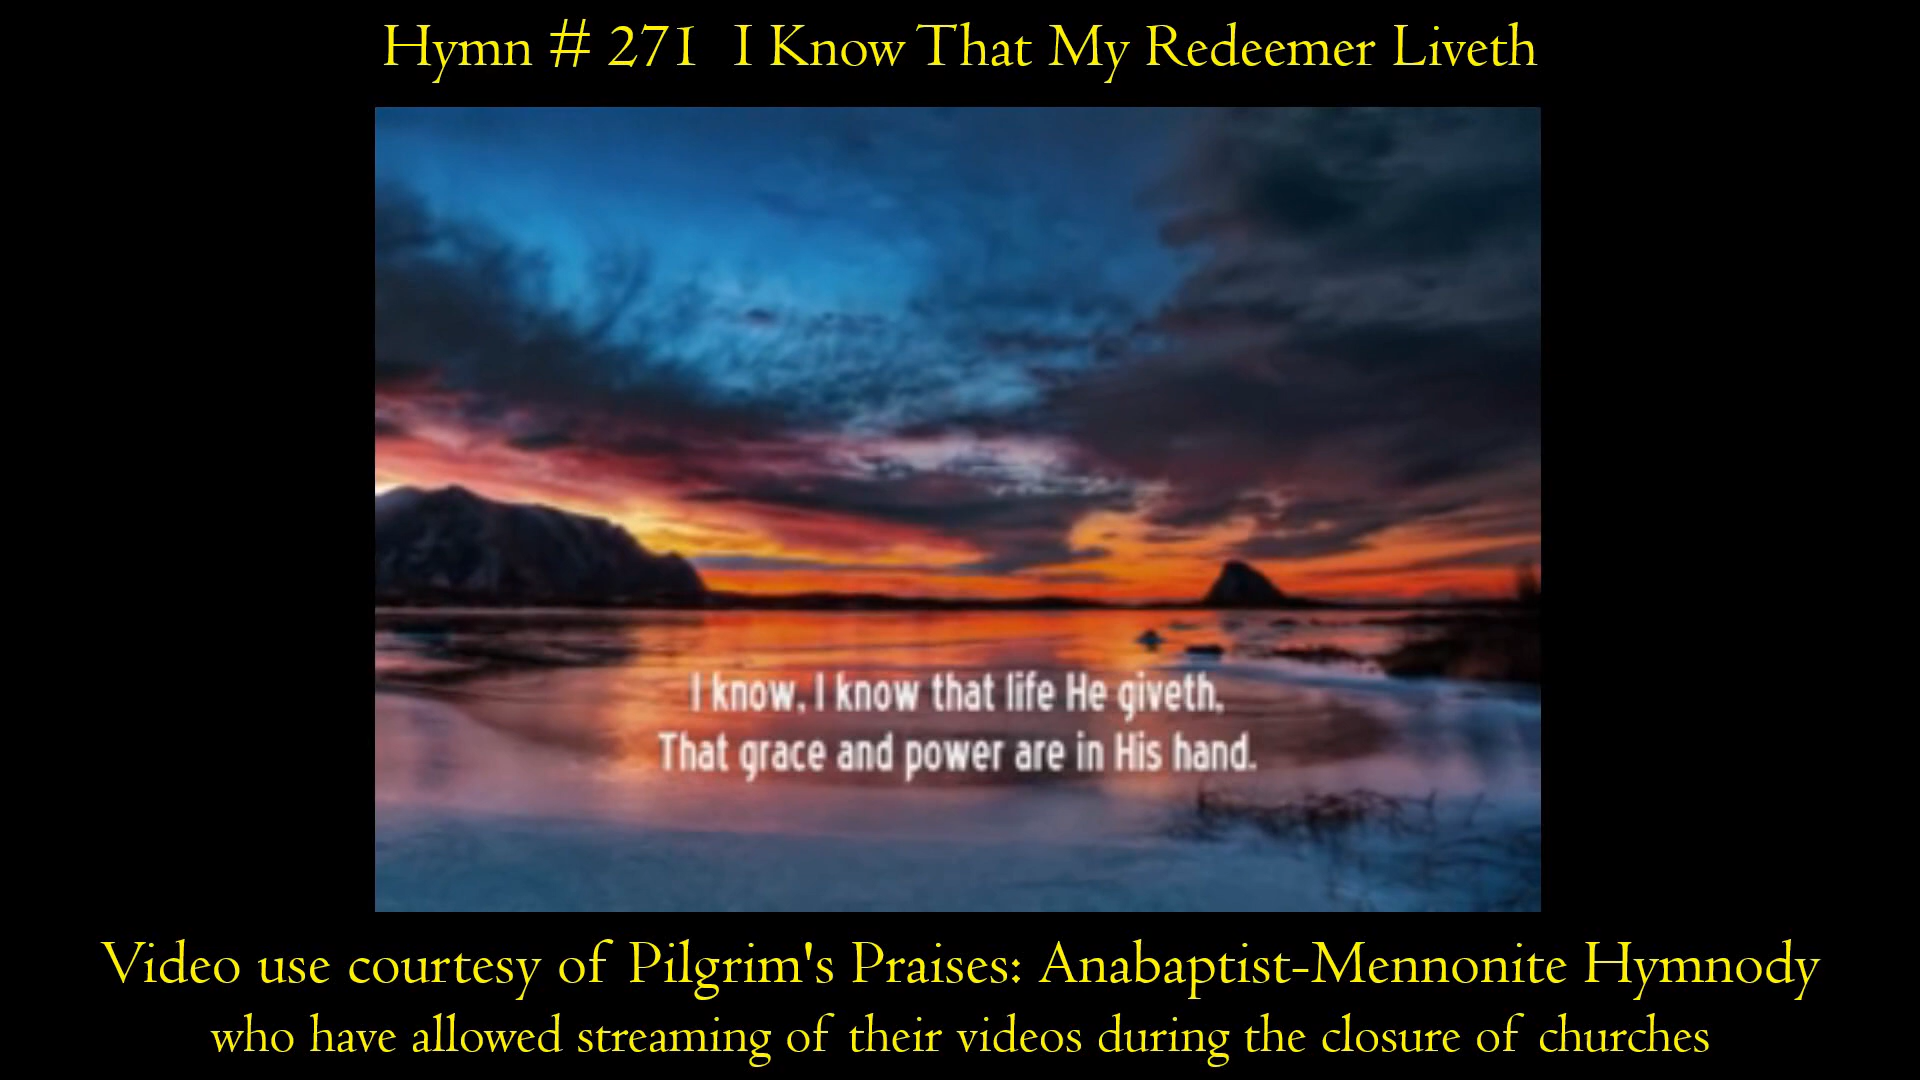 Hymn # 271 I Know That My Redeemer Liveth
I know, I know that life He giveth,
That grace and power are in His hand.
Video use courtesy of Pilgrim's Praises: Anabaptist-Mennonite Hymnody
who have allowed streaming of their videos during the closure of churches